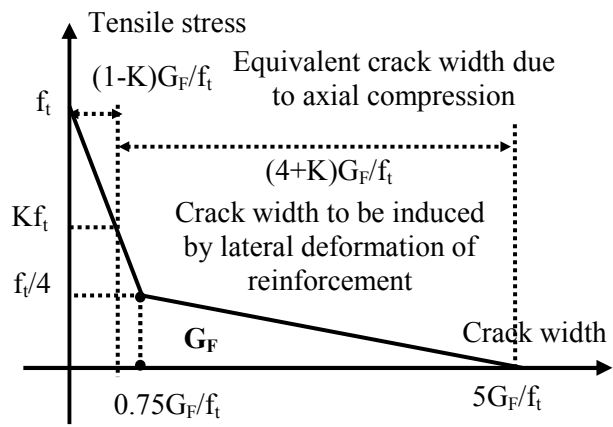 Tensile stress
(1-K)G_F/f_t
Equivalent crack width due
to axial compression
f_t
(4+K)G_F/f_t
Crack width to be induced
by lateral deformation of
reinforcement
Kf_t
f_t/4
G_F
Crack width
0.75G_F/f_t
5G_F/f_t